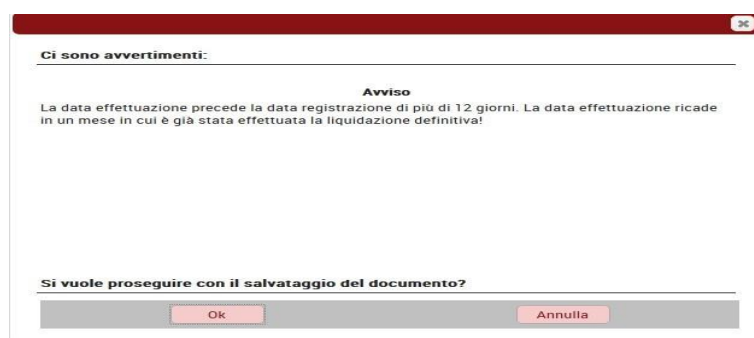 Ci sono avvertimenti:
Avviso
La data effettuazione precede la data registrazione di più di 12 giorni. La data effettuazione ricade
in un mese in cui è già stata effettuata la liquidazione definitiva!
Si vuole proseguire con il salvataggio del documento?
Ok Annulla